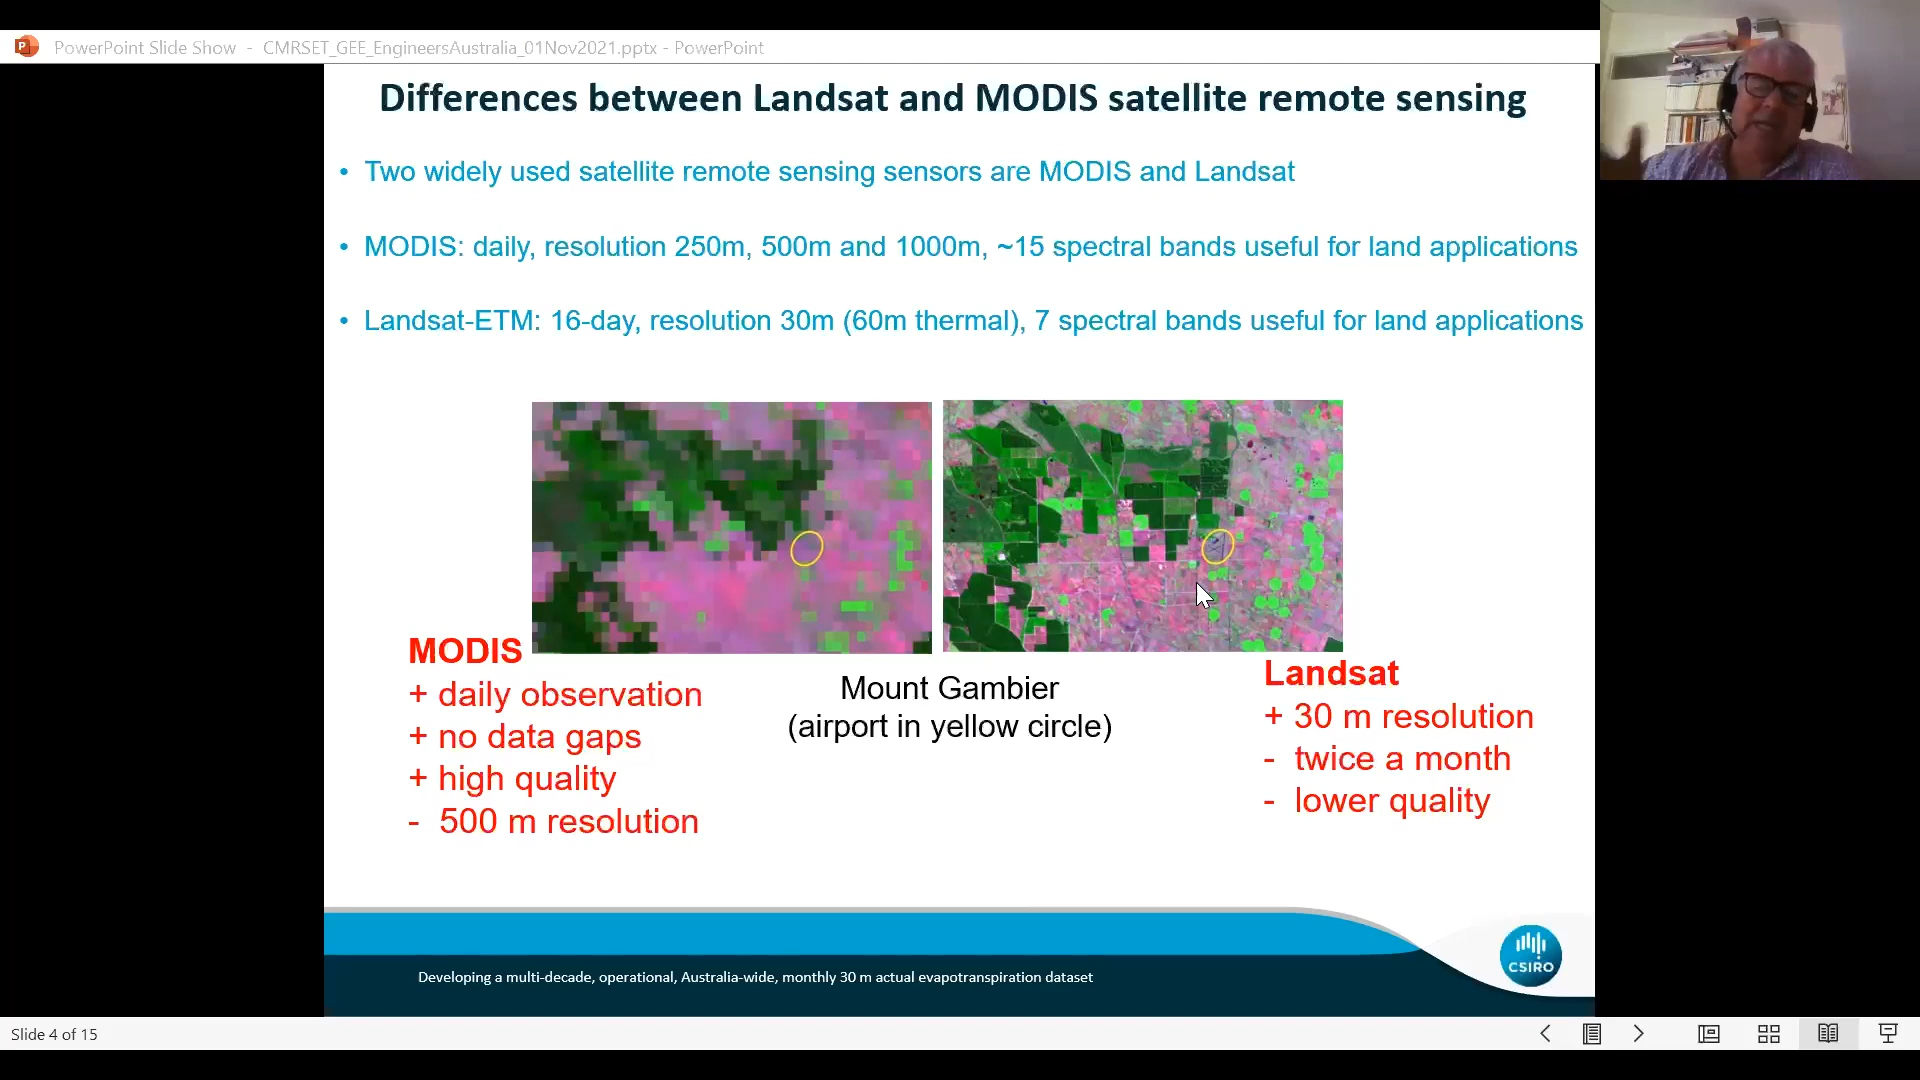 PowerPoint Slide Show - CMRSET_GEE_EngineersAustralia_01Nov2021.pptx - PowerPoint
Differences between Landsat and MODIS satellite remote sensing
• Two widely used satellite remote sensing sensors are MODIS and Landsat
• MODIS: daily, resolution 250m, 500m and 1000m, ~15 spectral bands useful for land applications
• Landsat-ETM: 16-day, resolution 30m (60m thermal), 7 spectral bands useful for land applications
MODIS
+ daily observation
+ no data gaps
+ high quality
- 500 m resolution
Mount Gambier
(airport in yellow circle)
Landsat
+ 30 m resolution
- twice a month
- lower quality
Developing a multi-decade, operational, Australia-wide, monthly 30 m actual evapotranspiration dataset
CSIRO
Slide 4 of 15